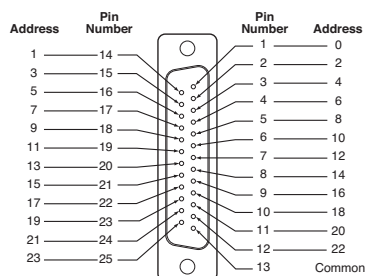 Address Pin Number Pin Number Address
1 14 1 0
3 15 2 2
5 16 3 4
7 17 4 6
9 18 5 8
11 19 6 10
13 20 7 12
15 21 8 14
17 22 9 16
19 23 10 18
21 24 11 20
23 25 12 22
13 Common